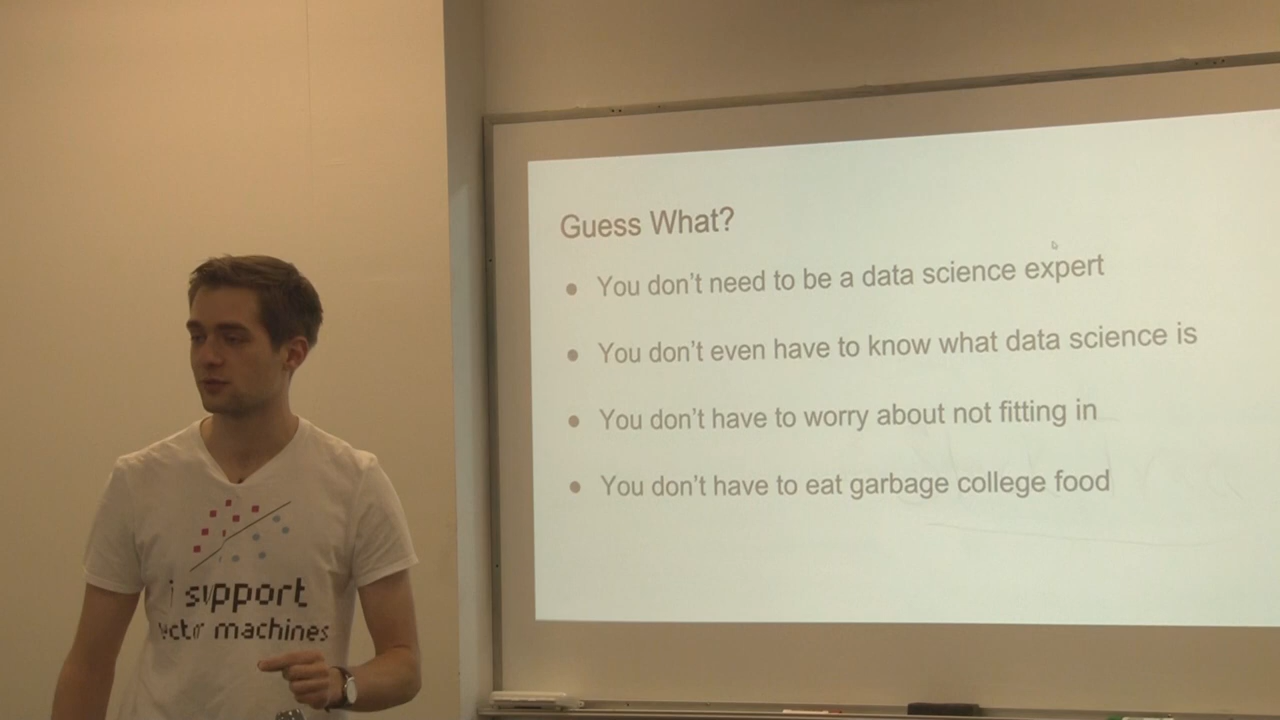 Guess What?
● You don't need to be a data science expert
● You don't even have to know what data science is
● You don't have to worry about not fitting in
● You don't have to eat garbage college food
i support
vector machines